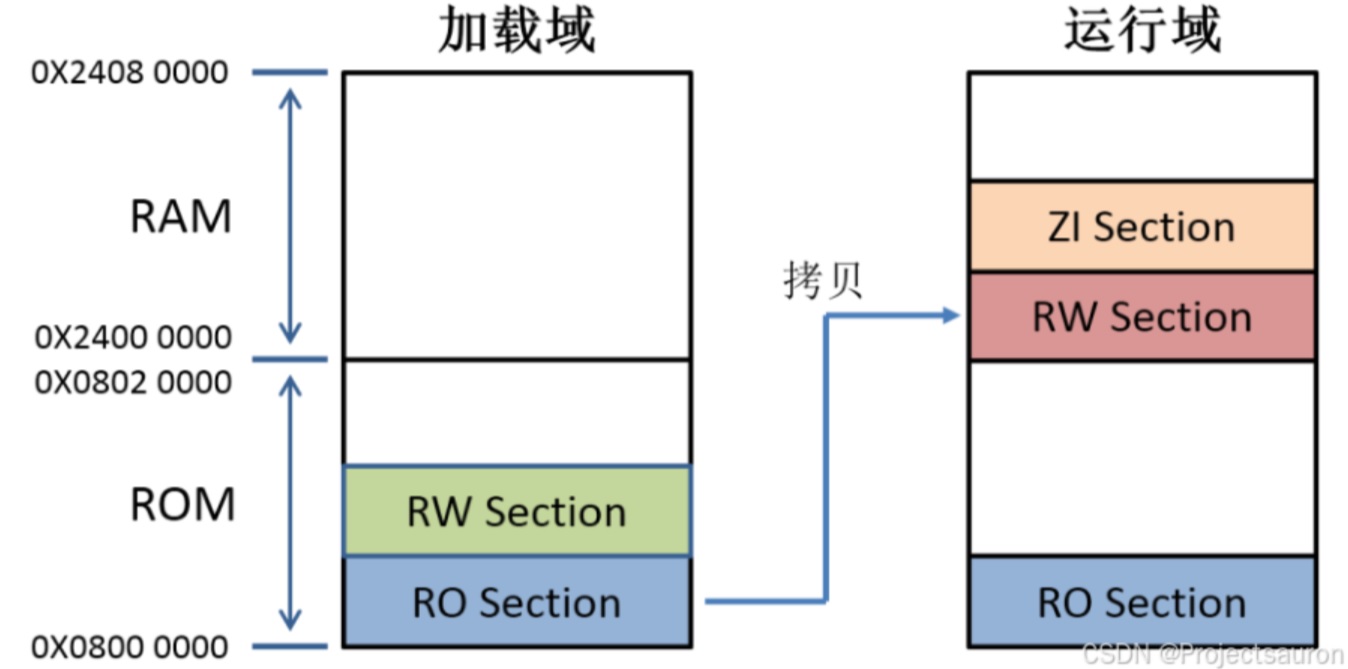 加载域
运行域
0X2408 0000
RAM
ZI Section
拷贝
RW Section
0X2400 0000
0X0802 0000
ROM
RW Section
RO Section
RO Section
0X0800 0000
CSDN @Projectsauron